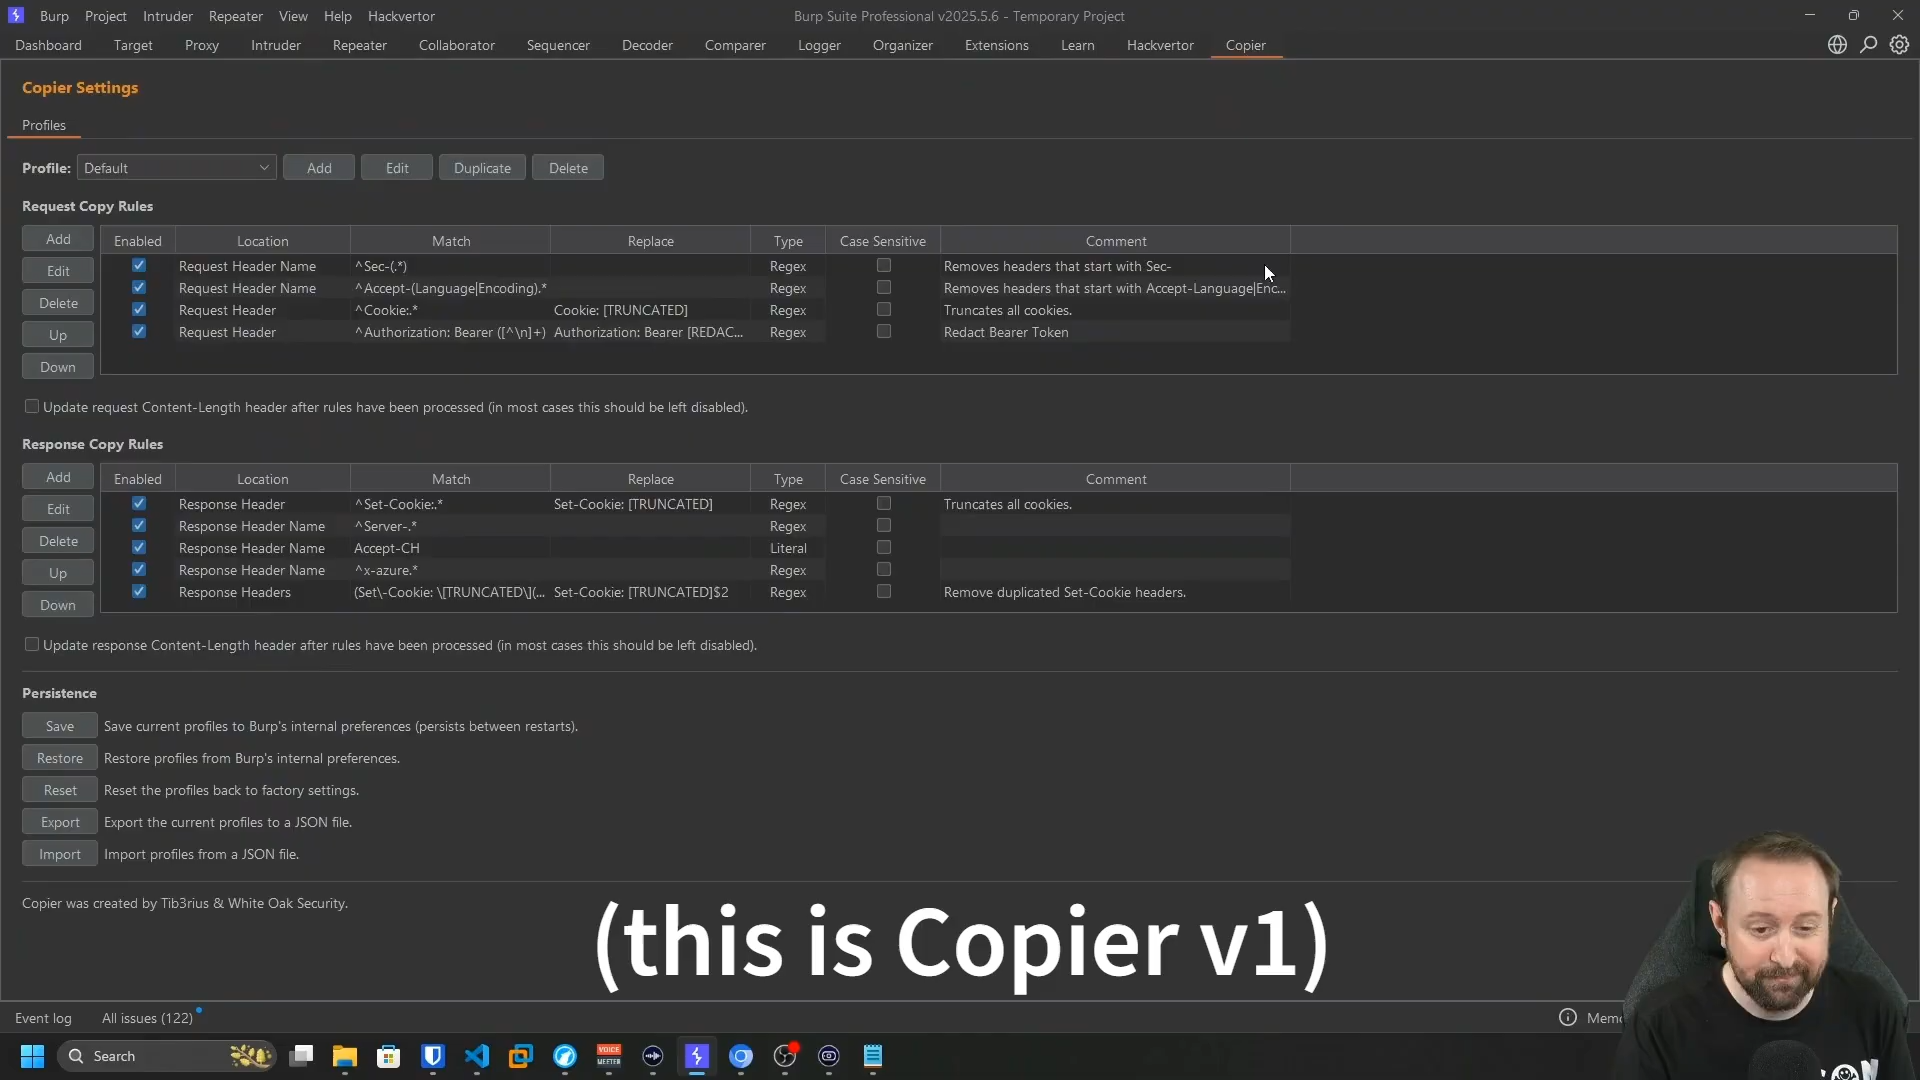 Burp Project Intruder Repeater View Help Hackvertor Burp Suite Professional v2025.5.6 - Temporary Project
Dashboard Target Proxy Intruder Repeater Collaborator Sequencer Decoder Comparer Logger Organizer Extensions Learn Hackvertor Copier
Copier Settings
Profiles
Profile: Default Add Edit Duplicate Delete
Request Copy Rules
Add Edit Delete Up Down
Enabled Location Match Replace Type Case Sensitive Comment
Request Header Name ^Sec-(.*) Regex Removes headers that start with Sec-
Request Header Name ^Accept-(Language|Encoding).* Regex Removes headers that start with Accept-Language|Enc...
Request Header ^Cookie:.* Cookie: [TRUNCATED] Regex Truncates all cookies.
Request Header ^Authorization: Bearer ([^\n]+) Authorization: Bearer [REDAC... Regex Redact Bearer Token
Update request Content-Length header after rules have been processed (in most cases this should be left disabled).
Response Copy Rules
Add Edit Delete Up Down
Enabled Location Match Replace Type Case Sensitive Comment
Response Header ^Set-Cookie:.* Set-Cookie: [TRUNCATED] Regex Truncates all cookies.
Response Header Name ^Server-.* Regex
Response Header Name Accept-CH Literal
Response Header Name ^x-azure.* Regex
Response Headers (Set\-Cookie: \[TRUNCATED\](... Set-Cookie: [TRUNCATED]$2 Regex Remove duplicated Set-Cookie headers.
Update response Content-Length header after rules have been processed (in most cases this should be left disabled).
Persistence
Save Save current profiles to Burp's internal preferences (persists between restarts).
Restore Restore profiles from Burp's internal preferences.
Reset Reset the profiles back to factory settings.
Export Export the current profiles to a JSON file.
Import Import profiles from a JSON file.
Copier was created by Tib3rius & White Oak Security.
(this is Copier v1)
Event log All issues (122)
Search
VOICE
MEETER